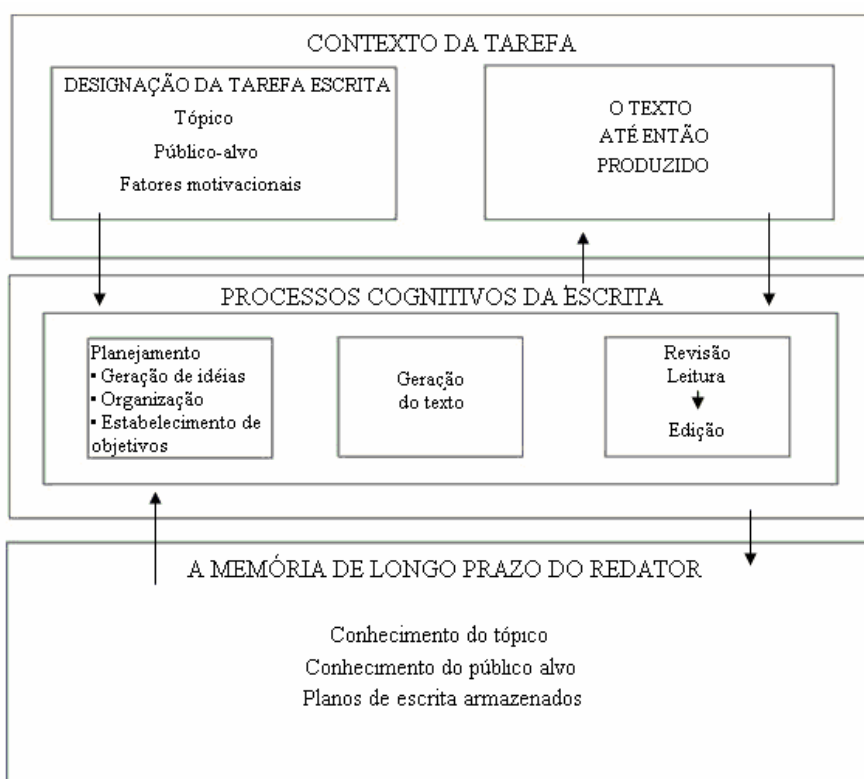 CONTEXTO DA TAREFA
DESIGNAÇÃO DA TAREFA ESCRITA
Tópico
Público-alvo
Fatores motivacionais
O TEXTO
ATÉ ENTÃO
PRODUZIDO
PROCESSOS COGNITIVOS DA ESCRITA
Planejamento
▪ Geração de idéias
▪ Organização
▪ Estabelecimento de
objetivos
Geração
do texto
Revisão
Leitura
Edição
A MEMÓRIA DE LONGO PRAZO DO REDATOR
Conhecimento do tópico
Conhecimento do público alvo
Planos de escrita armazenados